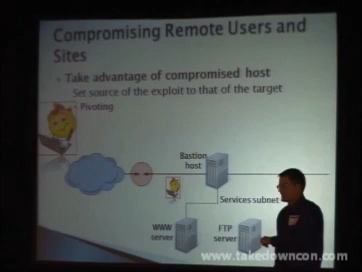 Compromising Remote Users and
Sites
Take advantage of compromised host
Set source of the exploit to that of the target
Pivoting
Bastion
host
Services subnet
WWW
server
FTP
server
www.takedowncon.com